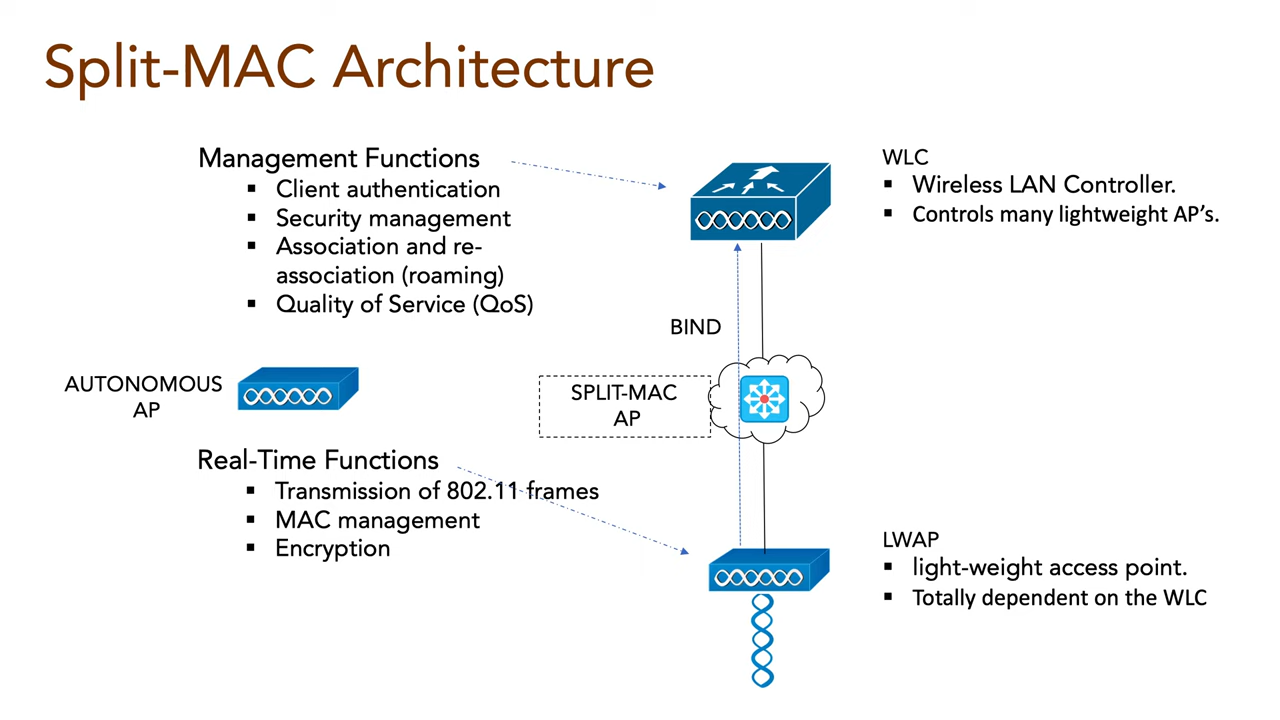 Split-MAC Architecture
Management Functions
▪ Client authentication
▪ Security management
▪ Association and re-
association (roaming)
▪ Quality of Service (QoS)
WLC
▪ Wireless LAN Controller.
▪ Controls many lightweight AP’s.
BIND
AUTONOMOUS
AP
SPLIT-MAC
AP
Real-Time Functions
▪ Transmission of 802.11 frames
▪ MAC management
▪ Encryption
LWAP
▪ light-weight access point.
▪ Totally dependent on the WLC